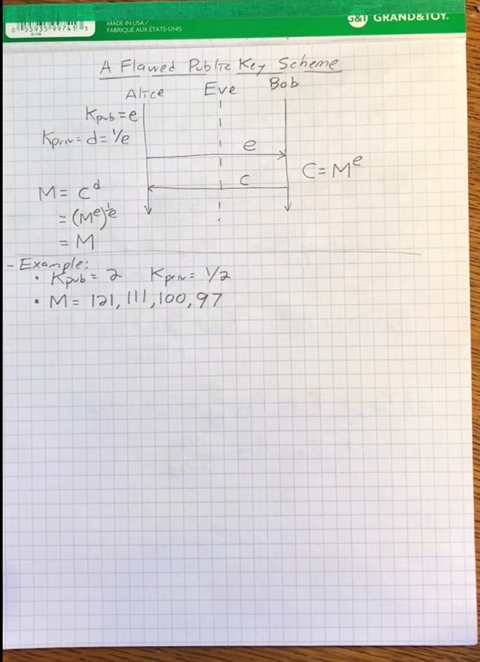 MADE IN USA /
FABRIQUÉ AUX ÉTATS-UNIS
G&T GRAND&TOY.
A Flawed Public Key Scheme
Alice Eve Bob
Kpub = e
Kpriv = d = 1/e
e
C = M^e
C
M = C^d
= (M^e)^1/e
= M
- Example:
• Kpub = 2 Kpriv = 1/2
• M = 121, 111, 100, 97